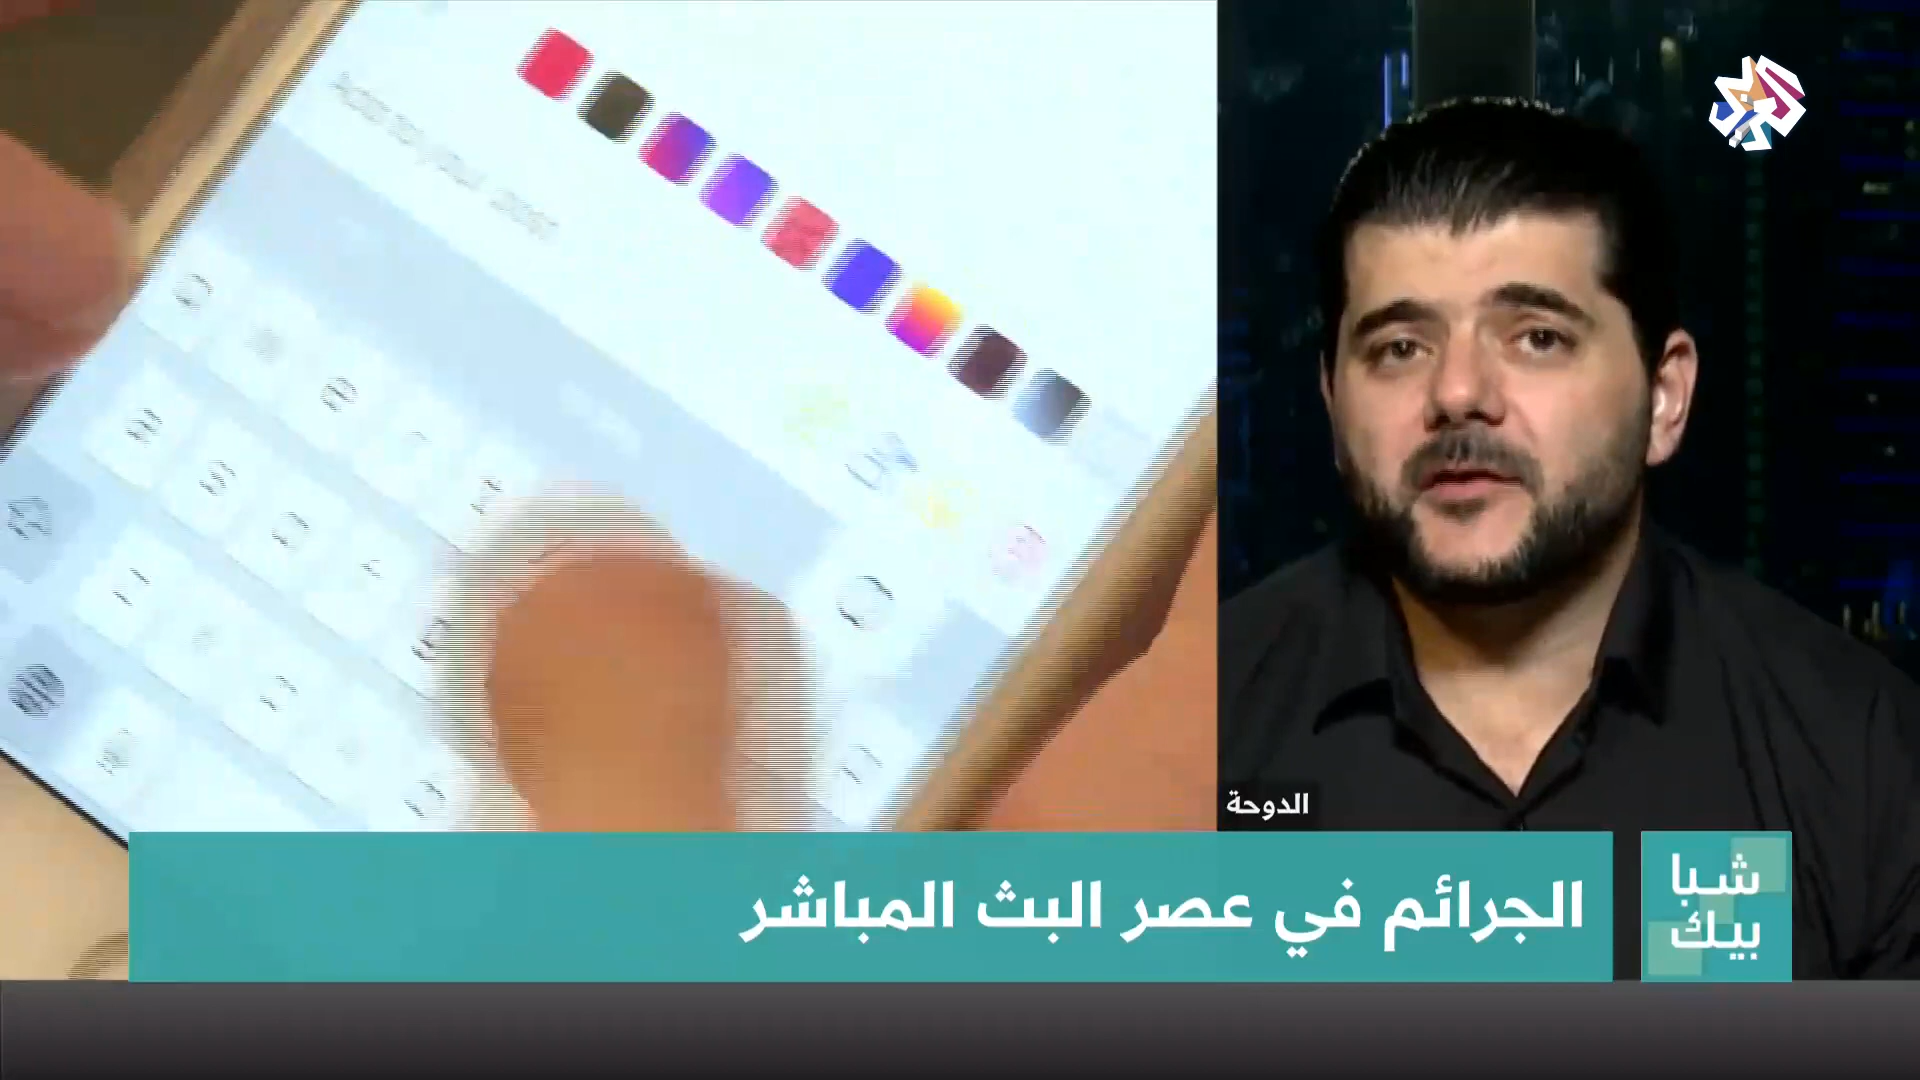 الدوحة
الجرائم في عصر البث المباشر
شبا
بيك